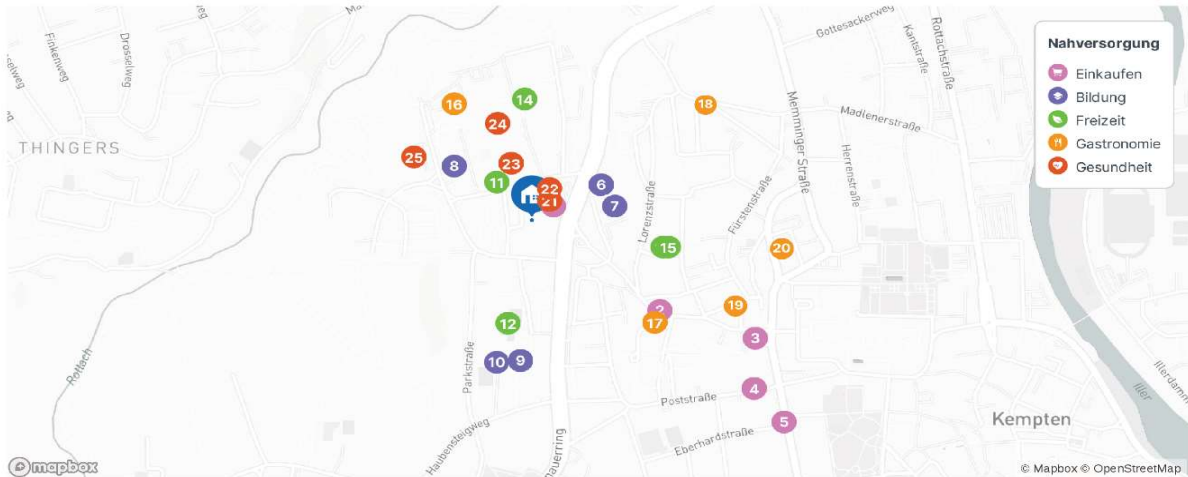 Finkenweg
Drosselweg
THINGERS
Rottach
Gottesackerweg
Kantstraße
Rottachstraße
Memminger Straße
Madlenerstraße
Herrenstraße
Lorenzstraße
Fürstenstraße
Parkstraße
Poststraße
Eberhardstraße
Haubensteigweg
Kempten
Iller
Nahversorgung
Einkaufen
Bildung
Freizeit
Gastronomie
Gesundheit
16
14
24
18
25
8
23
11
22
21
6
7
15
20
2
17
19
3
12
10
9
4
5
mapbox
© Mapbox © OpenStreetMap